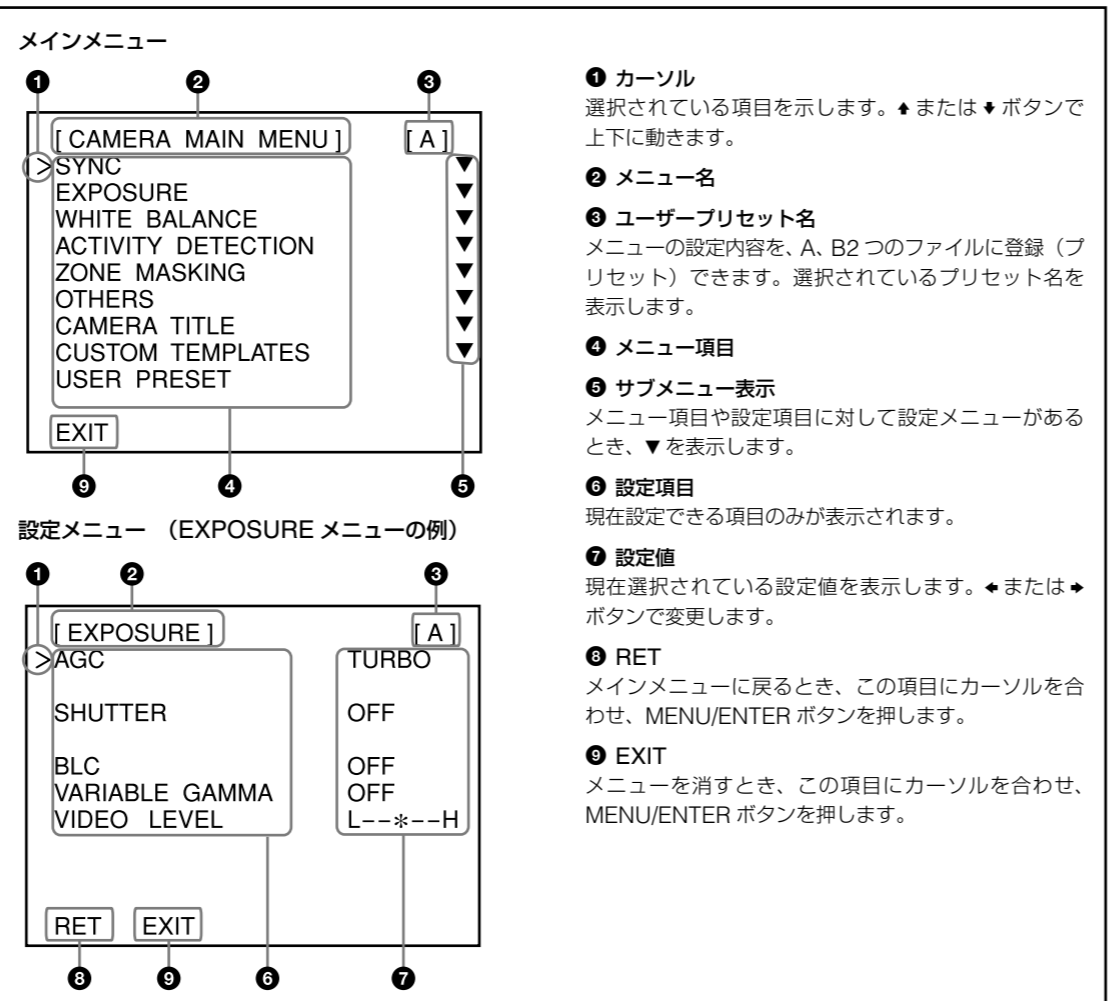 メインメニュー
❶ ❷ ❸
[ CAMERA MAIN MENU ] [ A ]
> SYNC ▼
EXPOSURE ▼
WHITE BALANCE ▼
ACTIVITY DETECTION ▼
ZONE MASKING ▼
OTHERS ▼
CAMERA TITLE ▼
CUSTOM TEMPLATES ▼
USER PRESET
EXIT
❾ ❹ ❺
設定メニュー （EXPOSURE メニューの例）
❶ ❷ ❸
[ EXPOSURE ] [ A ]
> AGC TURBO
SHUTTER OFF
BLC OFF
VARIABLE GAMMA OFF
VIDEO LEVEL L--*--H
RET EXIT
❽ ❾ ❻ ❼
❶ カーソル
選択されている項目を示します。♠ または ♦ ボタンで
上下に動きます。
❷ メニュー名
❸ ユーザープリセット名
メニューの設定内容を、A、B2 つのファイルに登録（プ
リセット）できます。選択されているプリセット名を
表示します。
❹ メニュー項目
❺ サブメニュー表示
メニュー項目や設定項目に対して設定メニューがある
とき、▼ を表示します。
❻ 設定項目
現在設定できる項目のみが表示されます。
❼ 設定値
現在選択されている設定値を表示します。← または →
ボタンで変更します。
❽ RET
メインメニューに戻るとき、この項目にカーソルを合
わせ、MENU/ENTER ボタンを押します。
❾ EXIT
メニューを消すとき、この項目にカーソルを合わせ、
MENU/ENTER ボタンを押します。